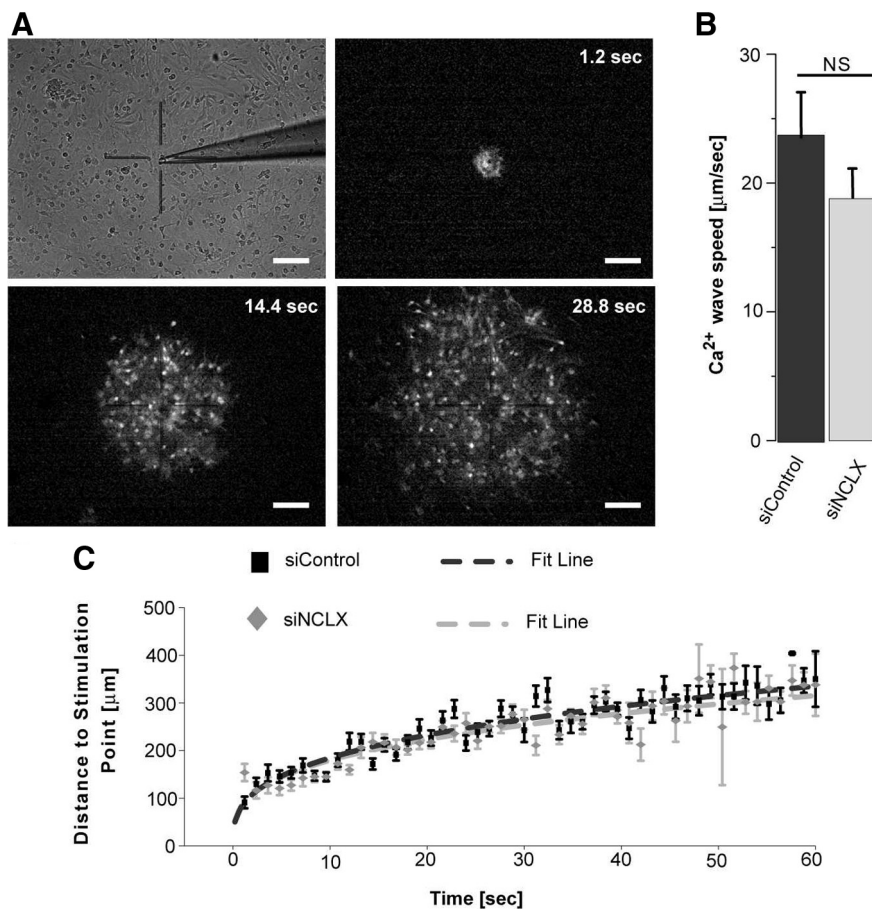 A
1.2 sec
14.4 sec
28.8 sec
B
NS
30
20
10
0
Ca²⁺ wave speed [μm/sec]
siControl
siNCLX
C
siControl
Fit Line
siNCLX
Fit Line
Distance to Stimulation
Point [μm]
500
400
300
200
100
0
0
10
20
30
40
50
60
Time [sec]